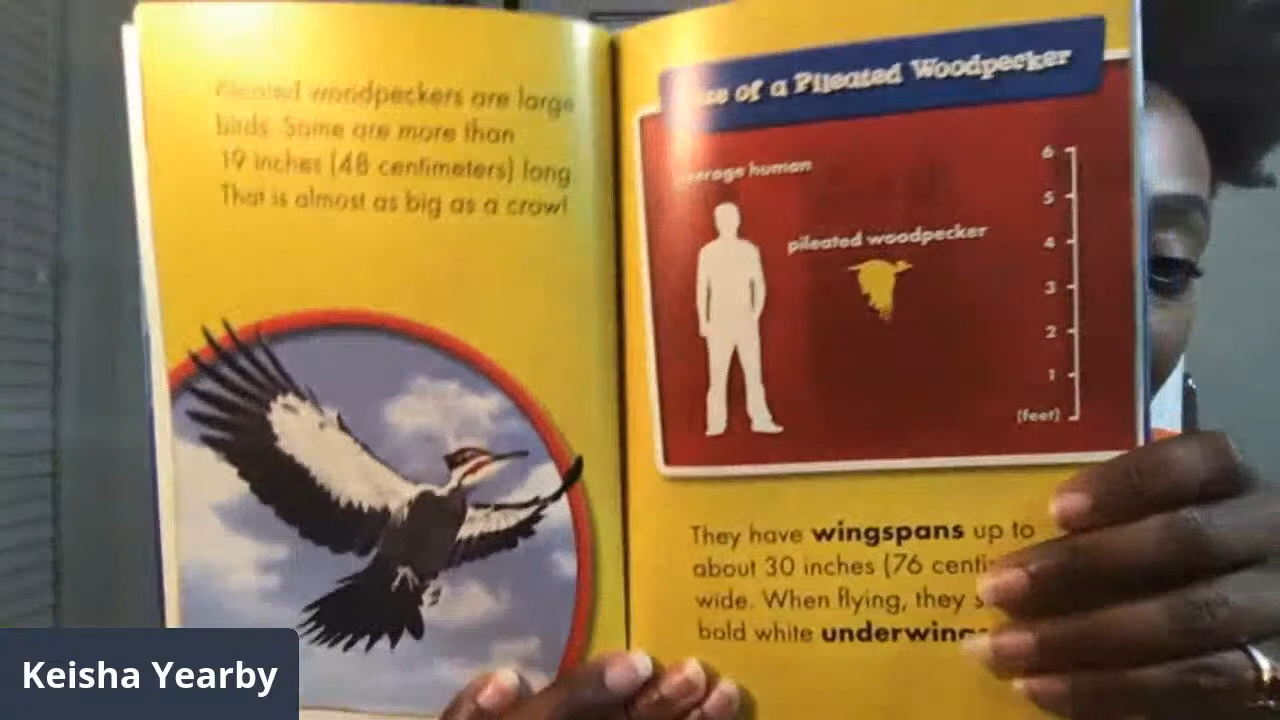 Pileated woodpeckers are large
birds. Some are more than
19 inches (48 centimeters) long.
That is almost as big as a crow!
of a Pileated Woodpecker
human
pileated woodpecker
6
5
4
3
2
1
(feet)
They have wingspans up to
about 30 inches (76
wide. When flying, they
bold white
Keisha Yearby